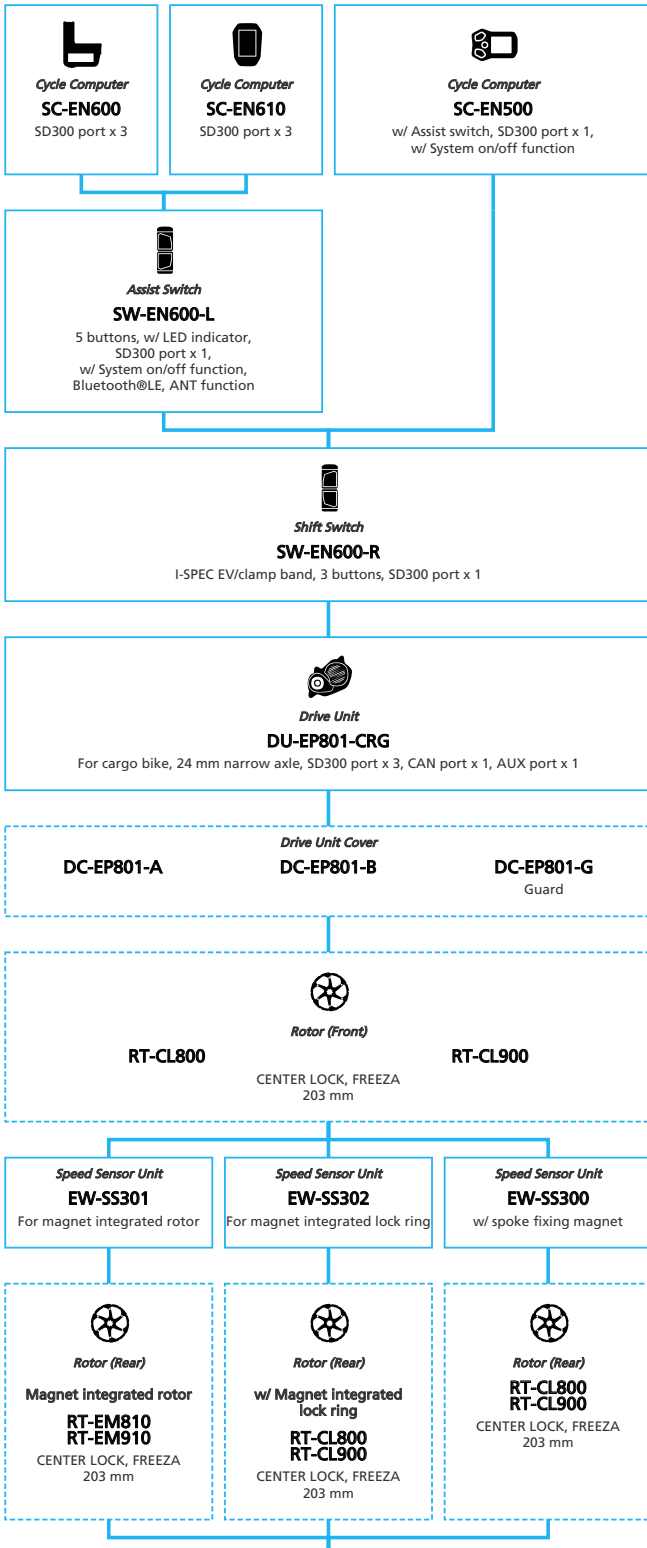 Cycle Computer
SC-EN600
SD300 port x 3
Cycle Computer
SC-EN610
SD300 port x 3
Cycle Computer
SC-EN500
w/ Assist switch, SD300 port x 1,
w/ System on/off function
Assist Switch
SW-EN600-L
5 buttons, w/ LED indicator,
SD300 port x 1,
w/ System on/off function,
Bluetooth®LE, ANT function
Shift Switch
SW-EN600-R
I-SPEC EV/clamp band, 3 buttons, SD300 port x 1
Drive Unit
DU-EP801-CRG
For cargo bike, 24 mm narrow axle, SD300 port x 3, CAN port x 1, AUX port x 1
Drive Unit Cover
DC-EP801-A
DC-EP801-B
DC-EP801-G
Guard
Rotor (Front)
RT-CL800
RT-CL900
CENTER LOCK, FREEZA
203 mm
Speed Sensor Unit
EW-SS301
For magnet integrated rotor
Speed Sensor Unit
EW-SS302
For magnet integrated lock ring
Speed Sensor Unit
EW-SS300
w/ spoke fixing magnet
Rotor (Rear)
Magnet integrated rotor
RT-EM810
RT-EM910
CENTER LOCK, FREEZA
203 mm
Rotor (Rear)
w/ Magnet integrated
lock ring
RT-CL800
RT-CL900
CENTER LOCK, FREEZA
203 mm
Rotor (Rear)
RT-CL800
RT-CL900
CENTER LOCK, FREEZA
203 mm